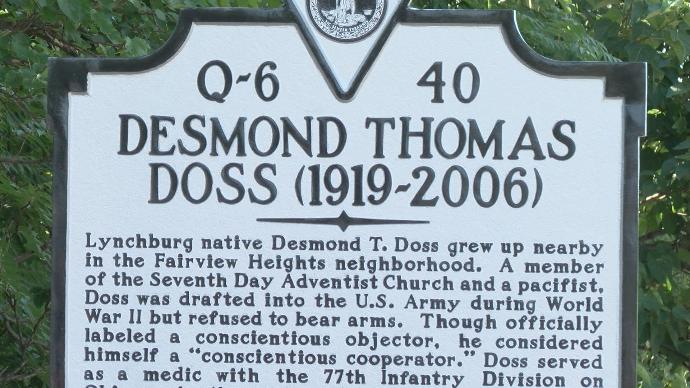 Q-6 40
DESMOND THOMAS
DOSS (1919-2006)
Lynchburg native Desmond T. Doss grew up nearby
in the Fairview Heights neighborhood. A member
of the Seventh Day Adventist Church and a pacifist,
Doss was drafted into the U.S. Army during World
War II but refused to bear arms. Though officially
labeled a conscientious objector, he considered
himself a "conscientious cooperator." Doss served
as a medic with the 77th Infantry Division on